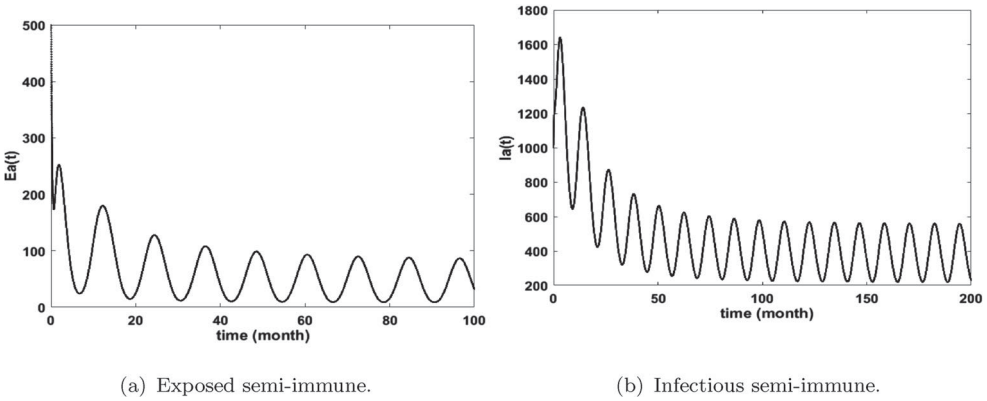 500
400
300
200
100
0
Ea(t)
0 20 40 60 80 100
time (month)
(a) Exposed semi-immune.
1800
1600
1400
1200
1000
800
600
400
200
Ia(t)
0 50 100 150 200
time (month)
(b) Infectious semi-immune.